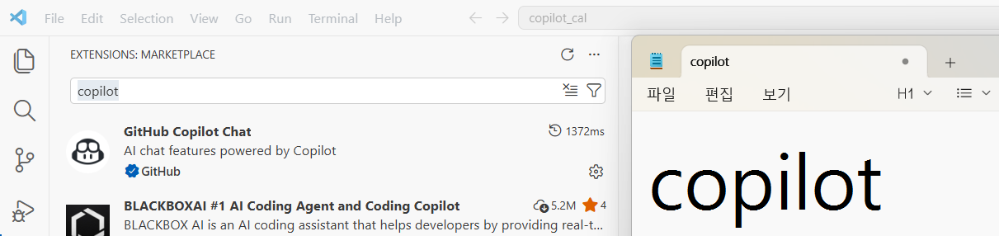 File Edit Selection View Go Run Terminal Help
copilot_cal
EXTENSIONS: MARKETPLACE
copilot
GitHub Copilot Chat
1372ms
AI chat features powered by Copilot
GitHub
BLACKBOXAI #1 AI Coding Agent and Coding Copilot
5.2M
4
BLACKBOX AI is an AI coding assistant that helps developers by providing real-t...
copilot
파일 편집 보기
H1
copilot